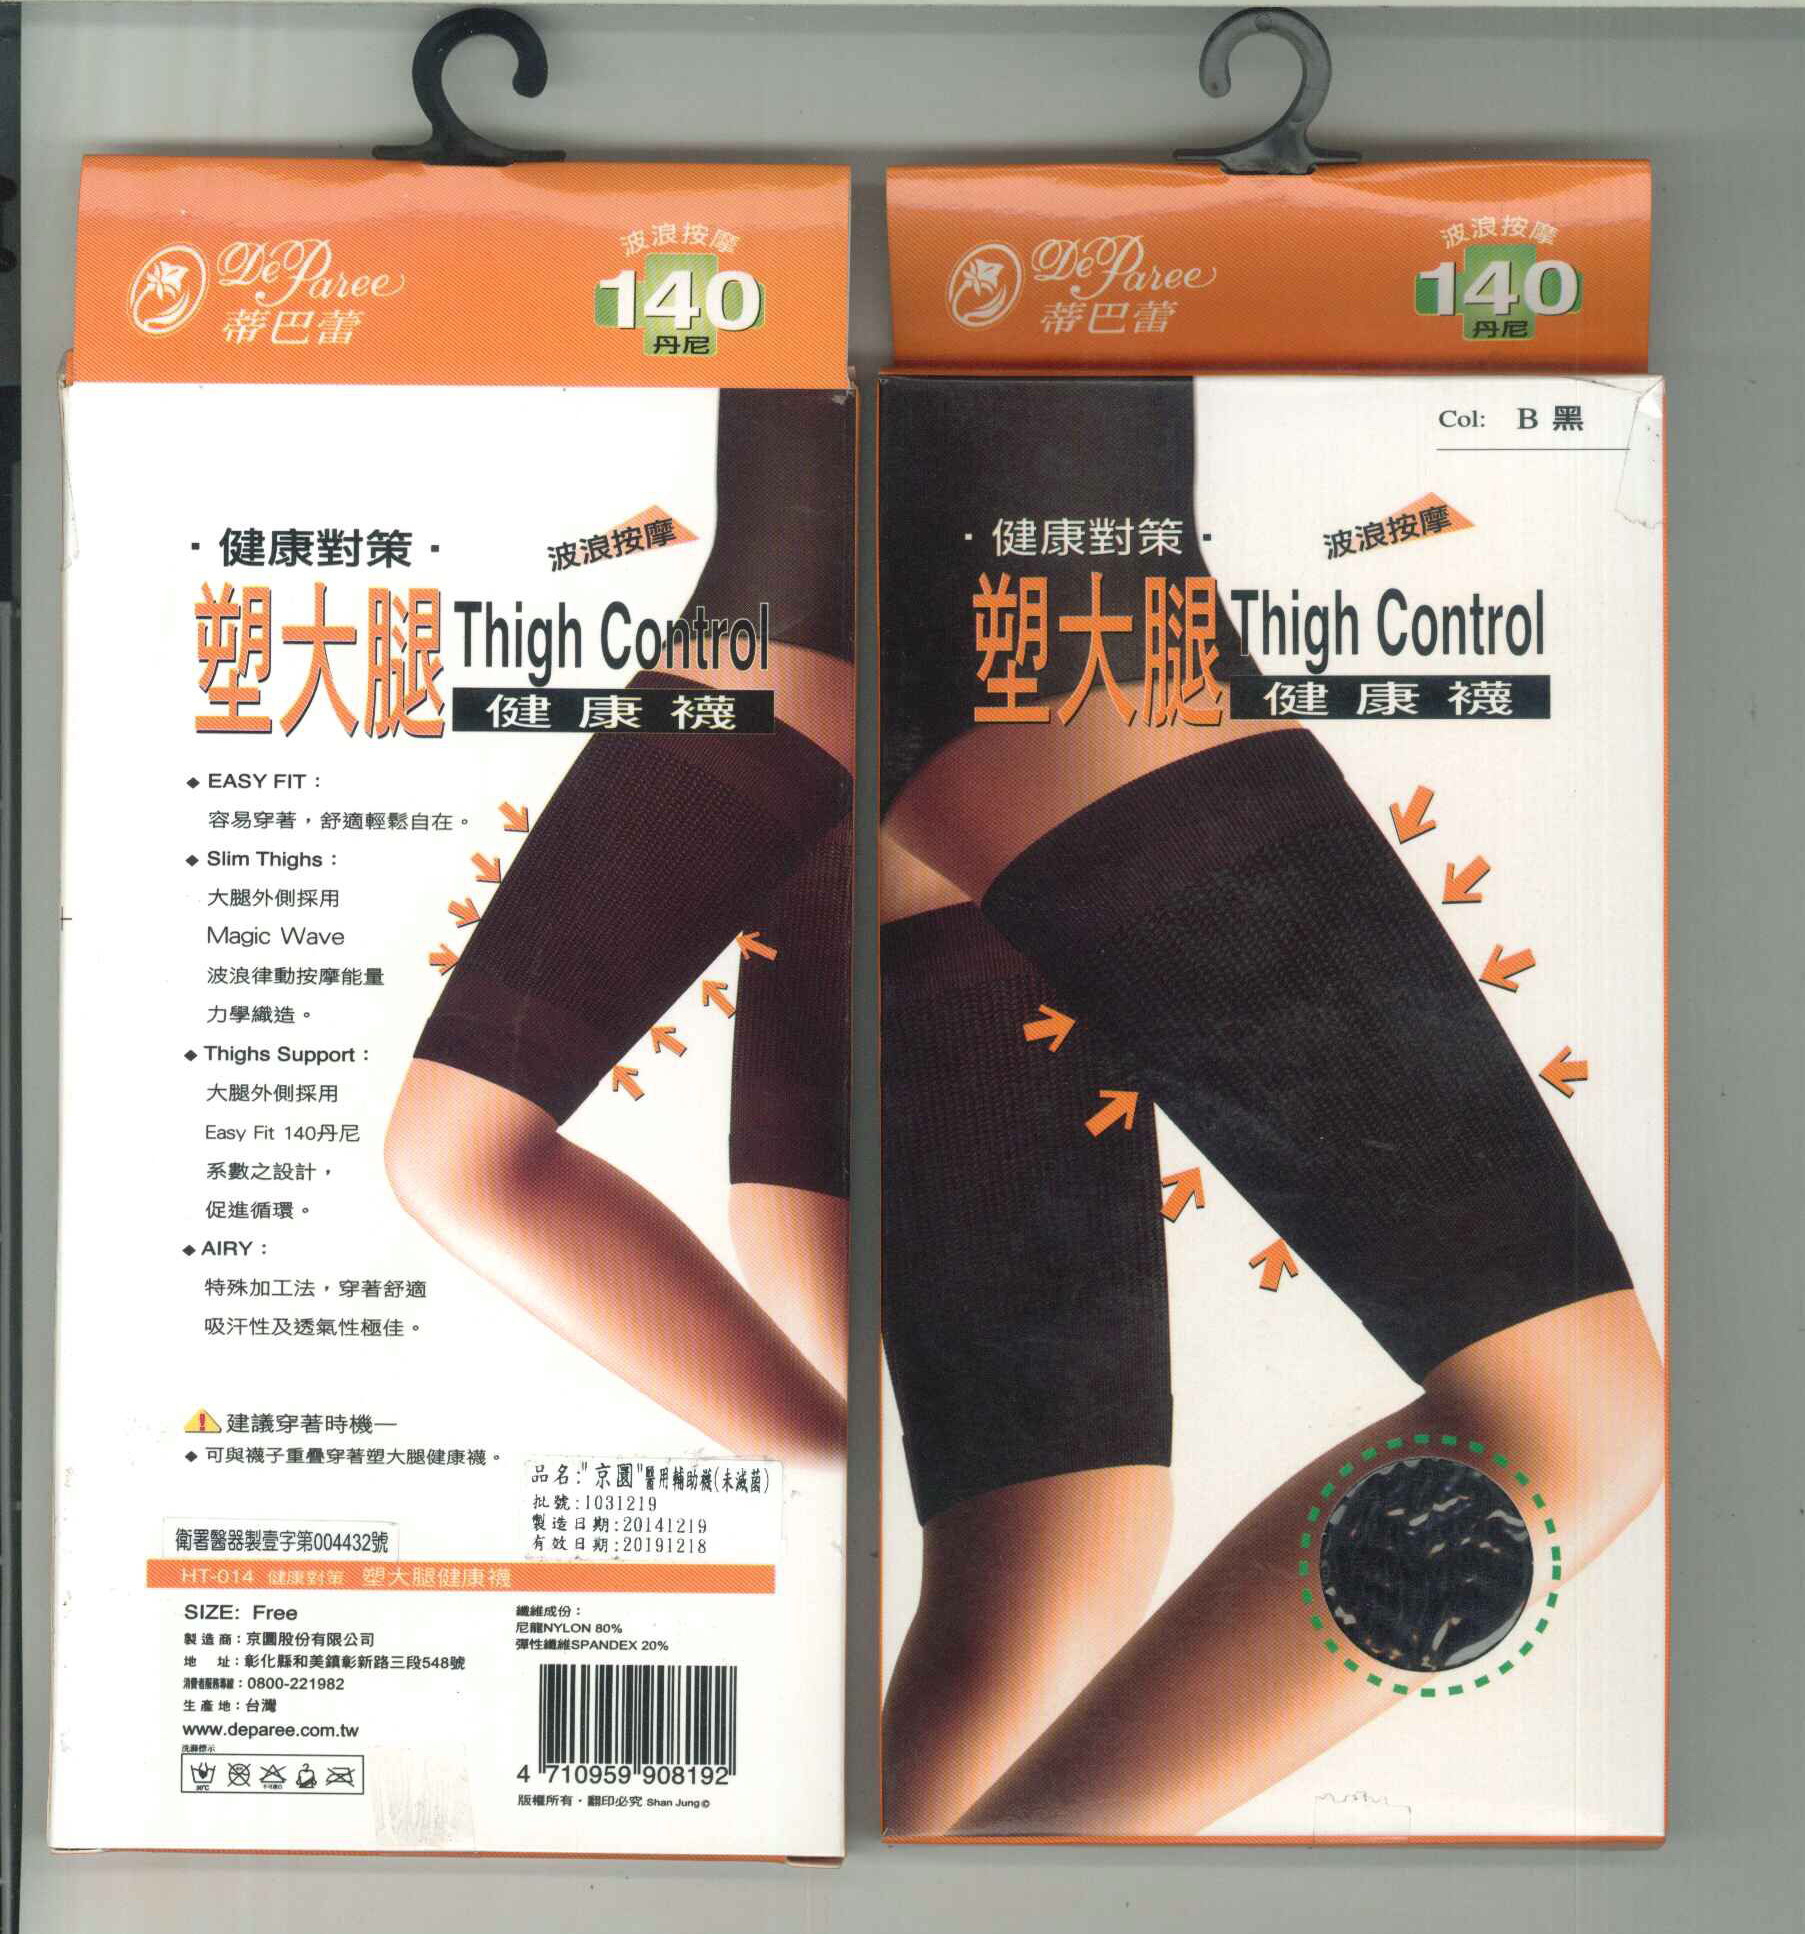 De Paree
蒂巴蕾
波浪按摩
140
丹尼
·健康對策·
波浪按摩
塑大腿 Thigh Control
健康襪
◆ EASY FIT：
容易穿著，舒適輕鬆自在。
◆ Slim Thighs：
大腿外側採用
Magic Wave
波浪律動按摩能量
力學織造。
◆ Thighs Support：
大腿外側採用
Easy Fit 140丹尼
系數之設計，
促進循環。
◆ AIRY：
特殊加工法，穿著舒適
吸汗性及透氣性極佳。
建議穿著時機—
◆ 可與襪子重疊穿著塑大腿健康襪。
品名:"京園"醫用輔助襪(未滅菌)
批號:1031219
製造日期:20141219
有效日期:20191218
衛署醫器製壹字第004432號
HT-014 健康對策 塑大腿健康襪
SIZE: Free
製造商：京園股份有限公司
地　址：彰化縣和美鎮彰新路三段548號
消費者服務專線：0800-221982
生產地：台灣
www.deparee.com.tw
洗滌標示
30°C
纖維成份：
尼龍NYLON 80%
彈性纖維SPANDEX 20%
4 710959 908192
版權所有·翻印必究 Shan Jung©
De Paree
蒂巴蕾
波浪按摩
140
丹尼
Col: B 黑
·健康對策·
波浪按摩
塑大腿 Thigh Control
健康襪